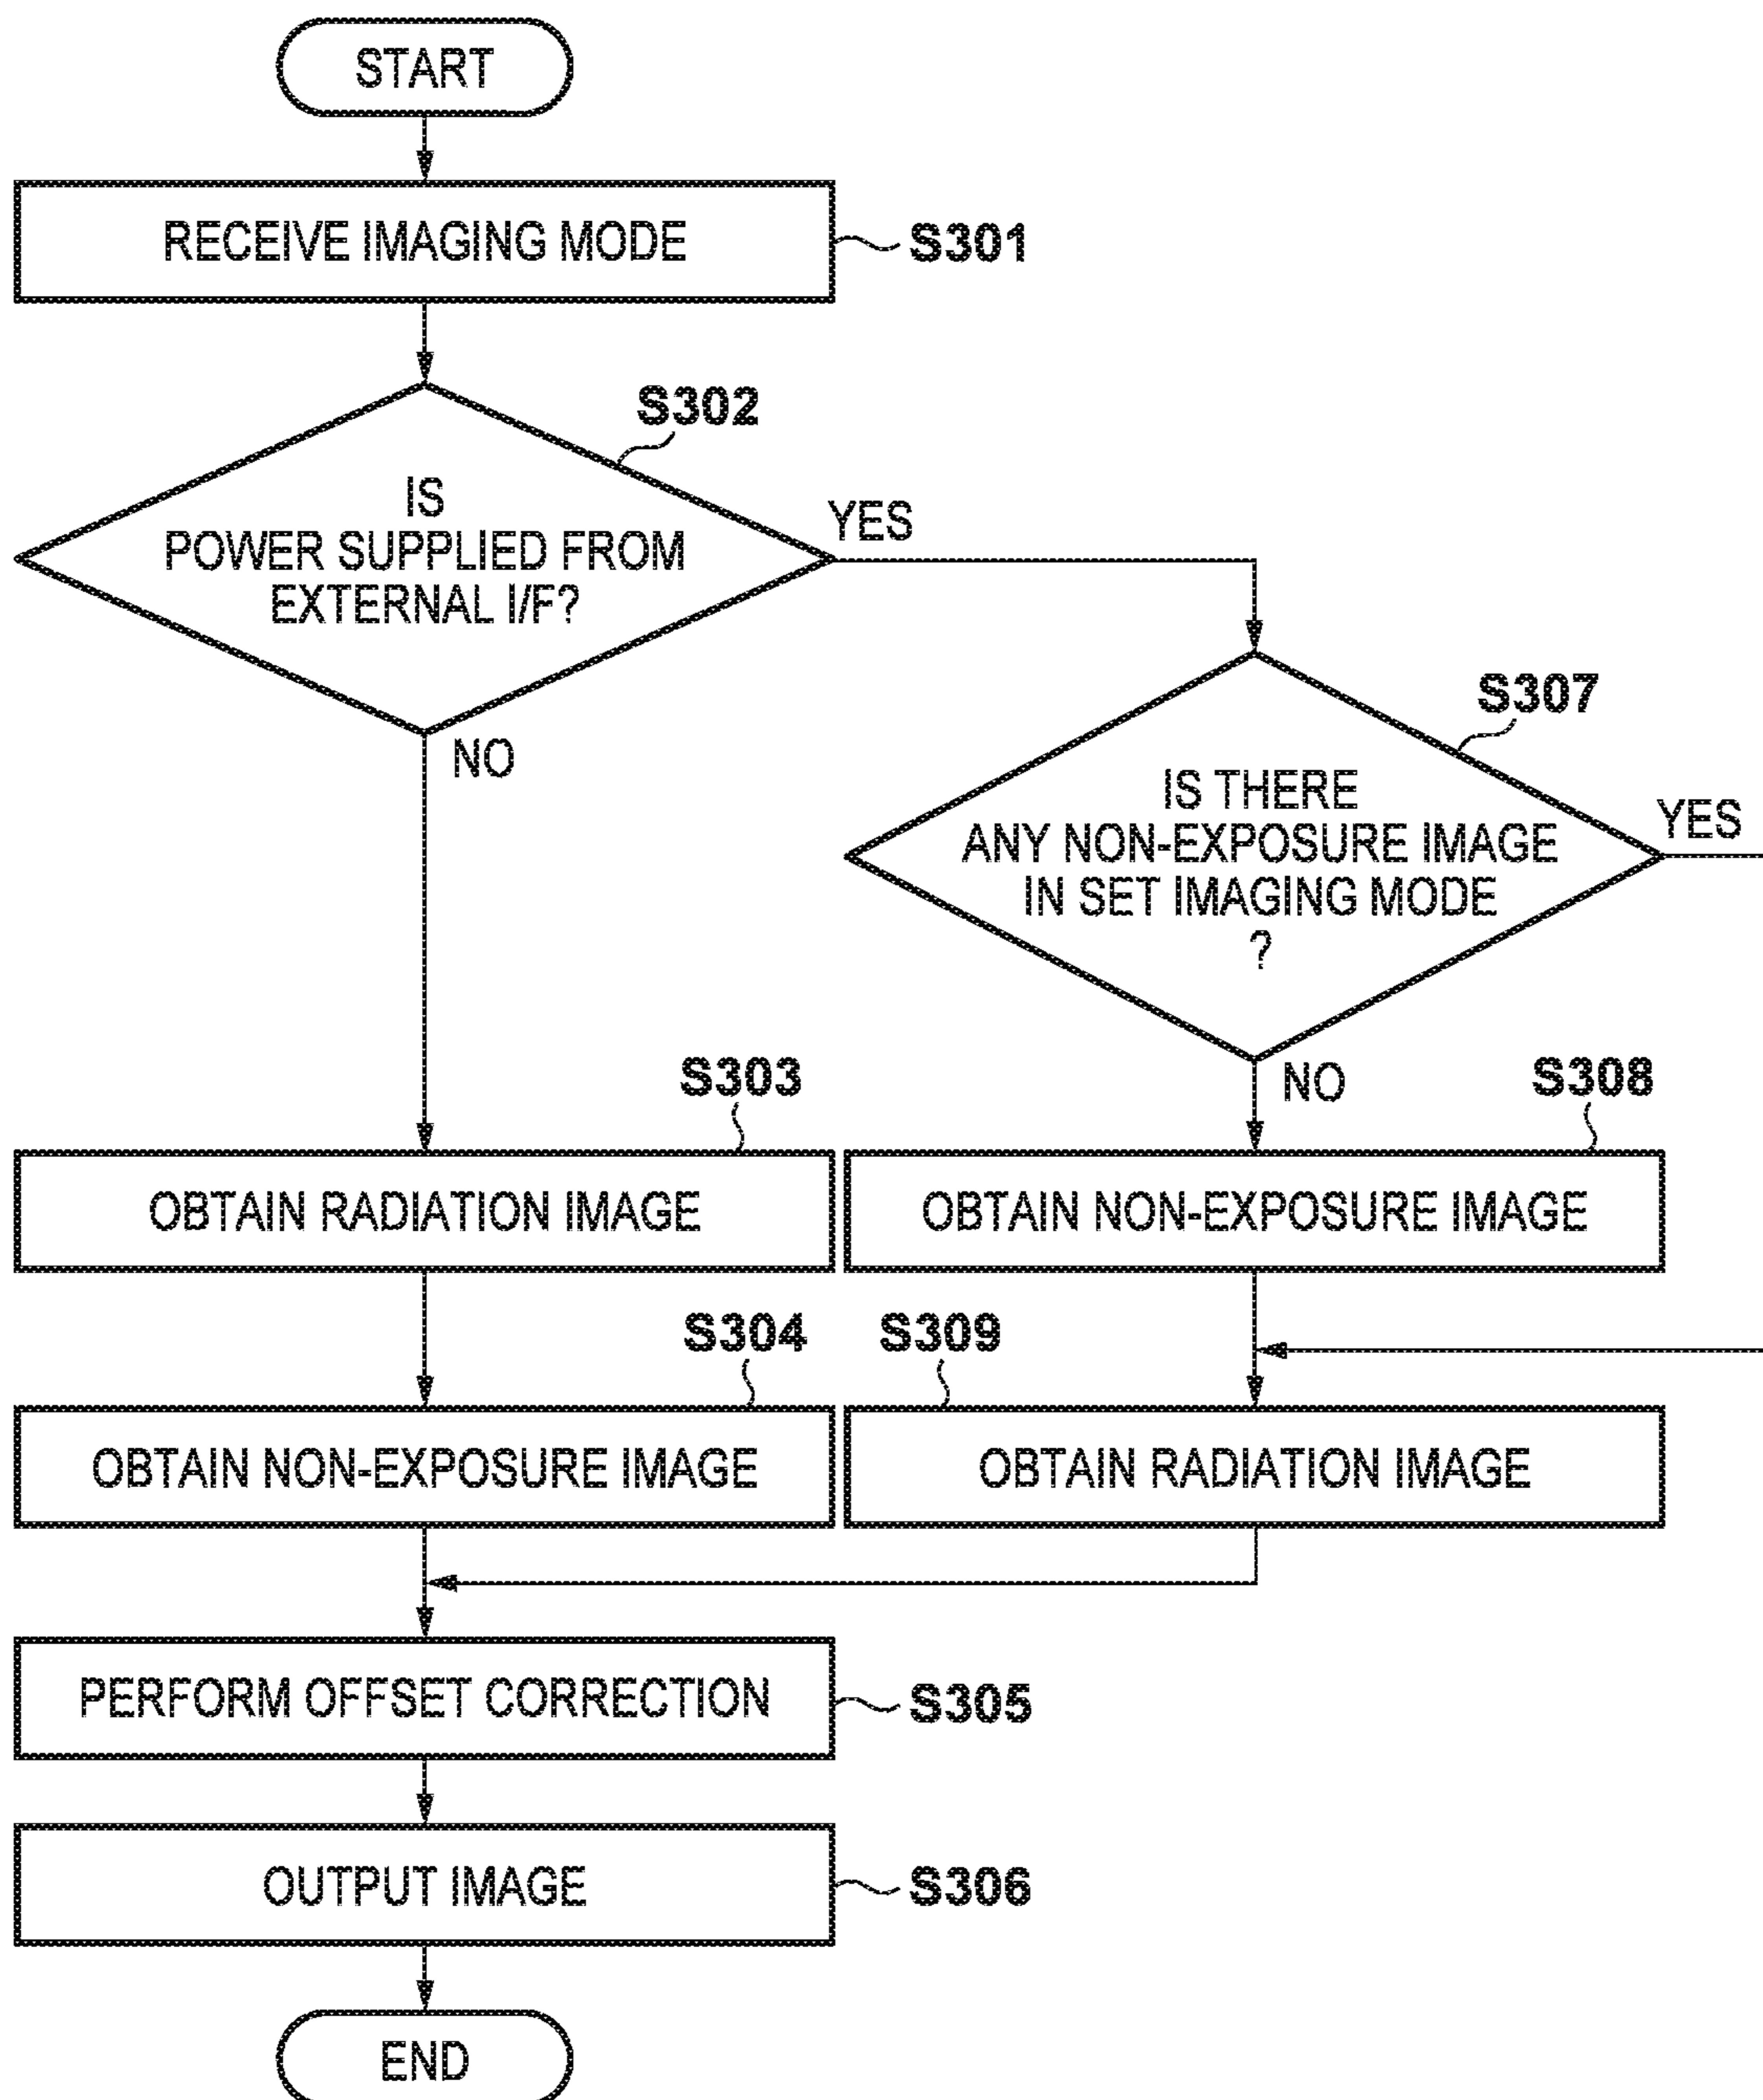 START
RECEIVE IMAGING MODE
S301
S302
IS
POWER SUPPLIED FROM
EXTERNAL I/F?
YES
NO
S307
IS THERE
ANY NON-EXPOSURE IMAGE
IN SET IMAGING MODE
?
YES
NO
S303
OBTAIN RADIATION IMAGE
S308
OBTAIN NON-EXPOSURE IMAGE
S304
OBTAIN NON-EXPOSURE IMAGE
S309
OBTAIN RADIATION IMAGE
PERFORM OFFSET CORRECTION
S305
OUTPUT IMAGE
S306
END